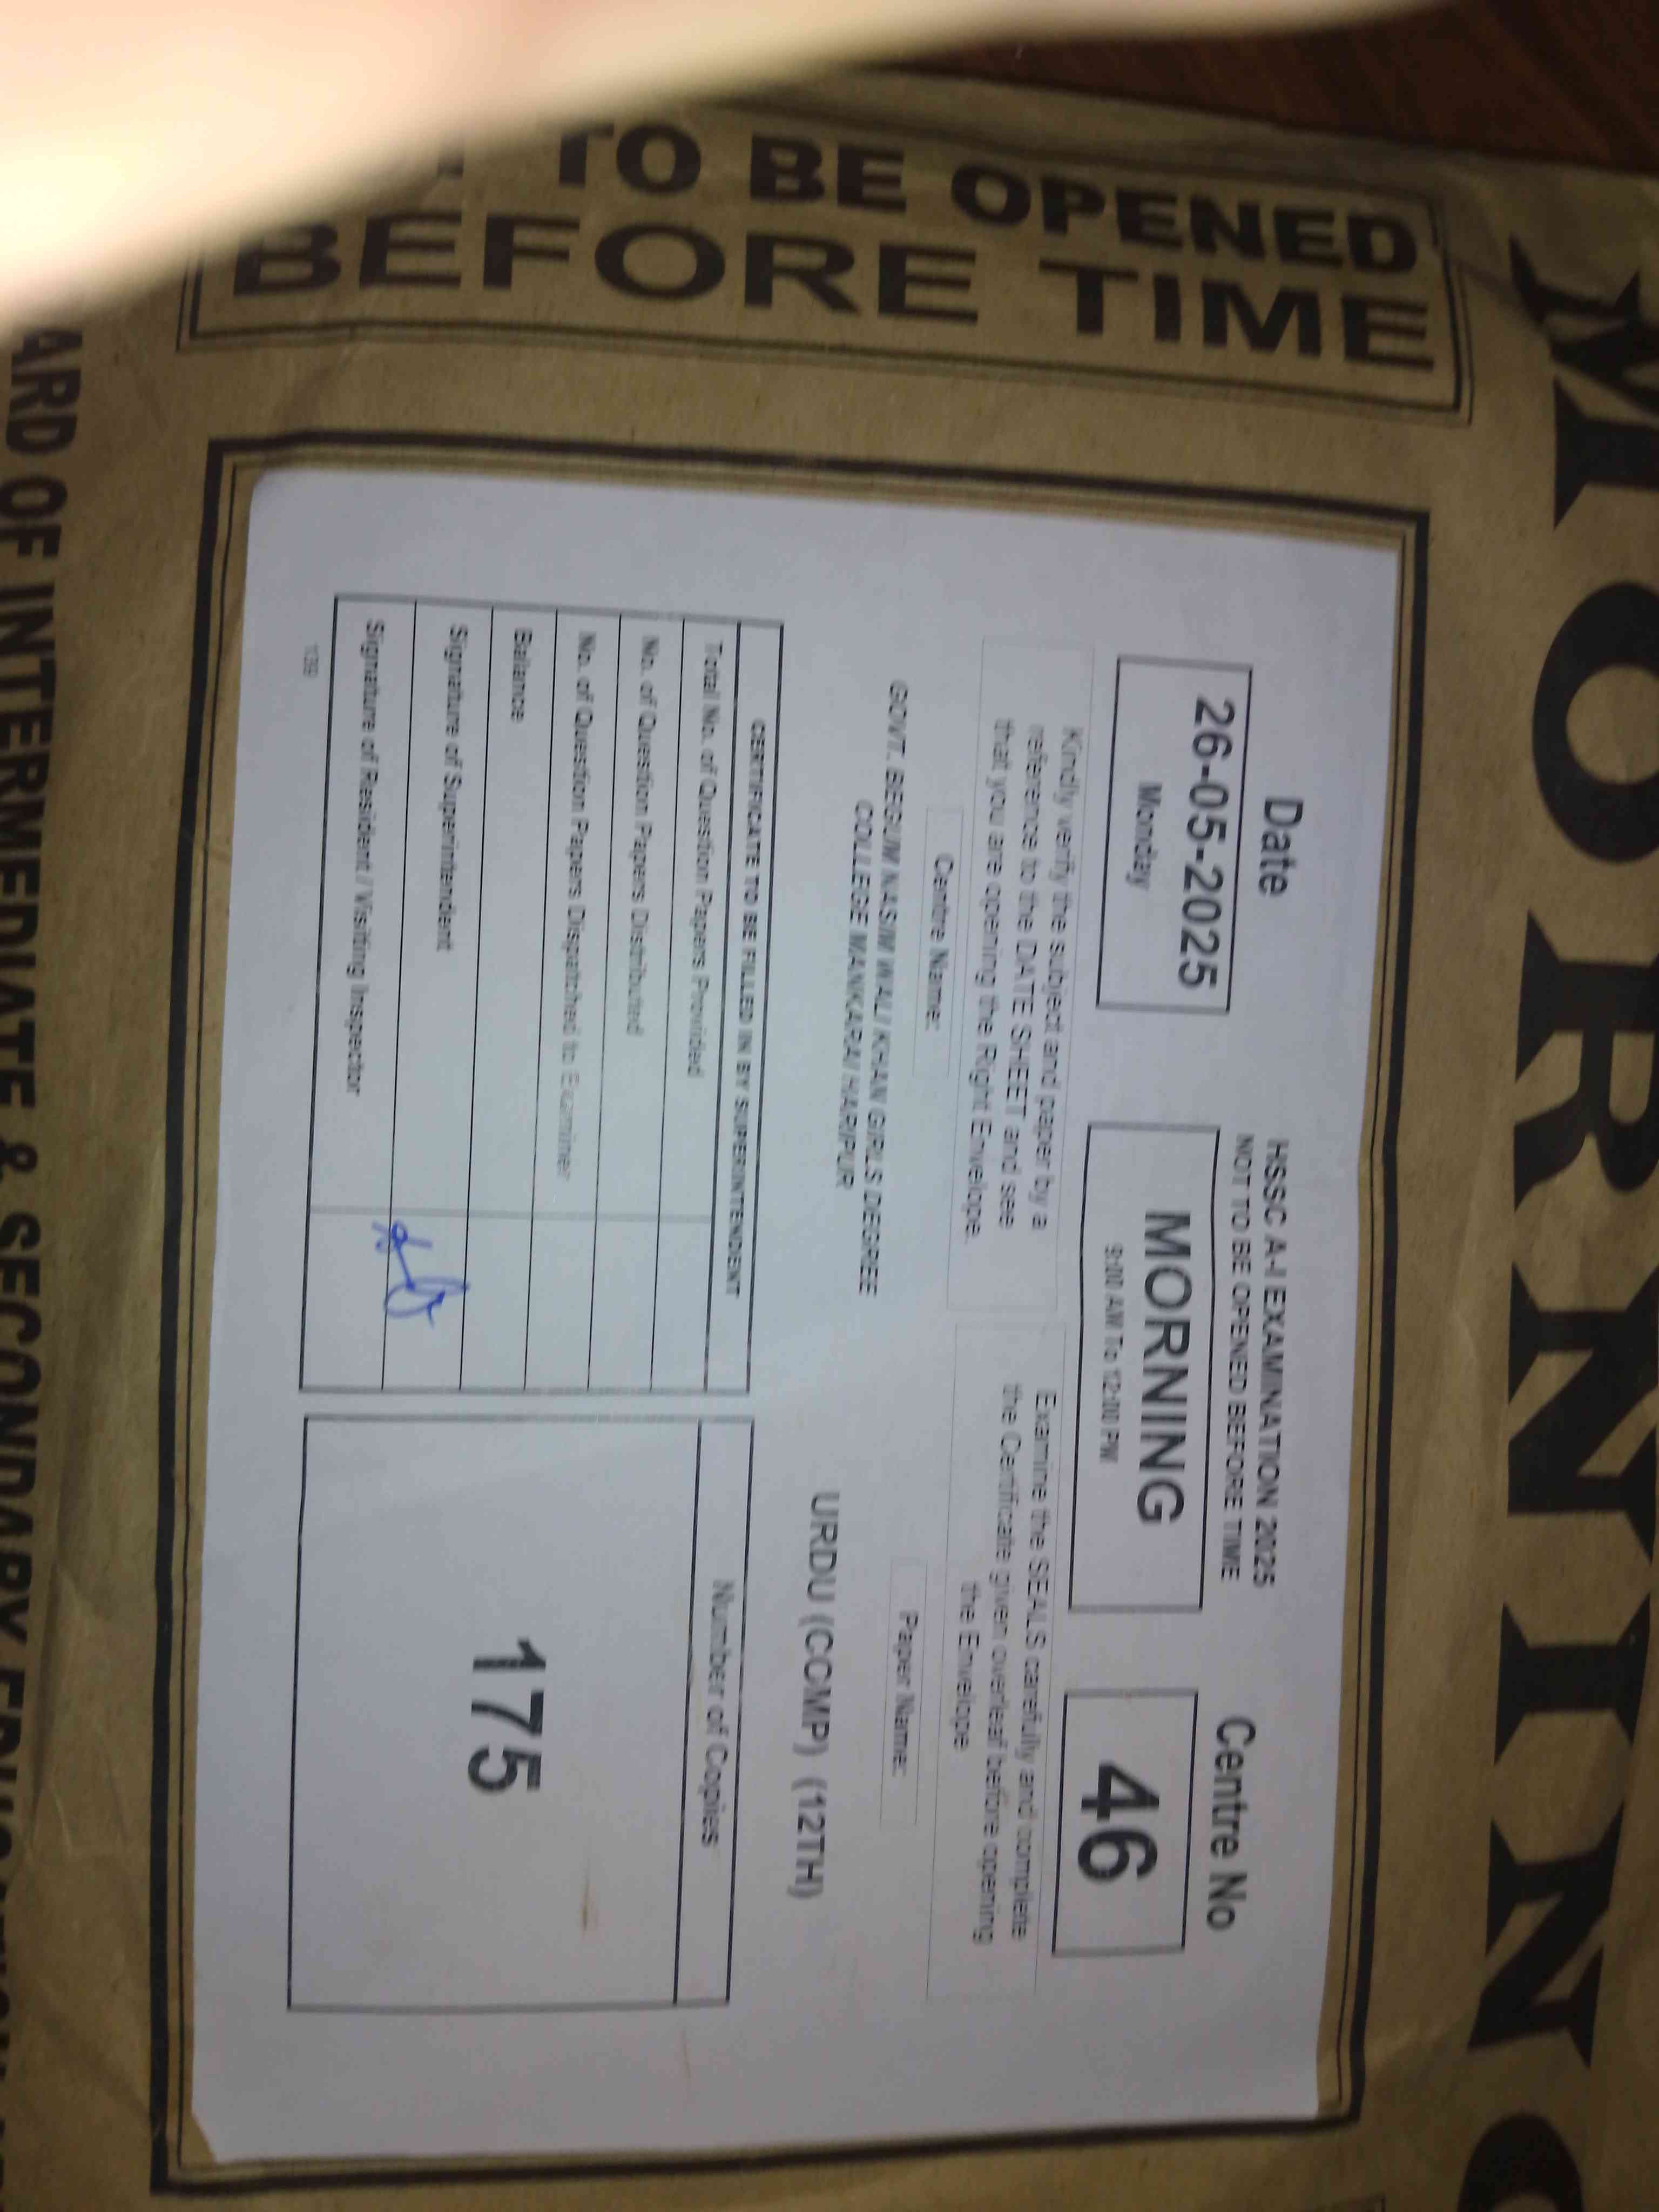 MORNING
TO BE OPENED
BEFORE TIME
HSSC A-I EXAMINATION 2025
NOT TO BE OPENED BEFORE TIME
Date
Centre No
26-05-2025
Monday
MORNING
9:00 AM To 12:00 PM
46
Kindly verify the subject and paper by a
reference to the DATE SHEET and see
that you are opening the Right Envelope.
Examine the SEALS carefully and complete
the Certificate given overleaf before opening
the Envelope
Centre Name:
Paper Name:
GOVT. BEGUM NASIM WALI KHAN GIRLS DEGREE
COLLEGE MANKARAI HARIPUR
URDU (COMP) (12TH)
CERTIFICATE TO BE FILLED IN BY SUPERINTENDENT
Total No. of Question Papers Provided
No. of Question Papers Distributed
No. of Question Papers Dispatched to Examiner
Balance
Signature of Superintendent
Signature of Resident / Visiting Inspector
Number of Copies
175
ARD OF INTERMEDIATE & SECONDARY